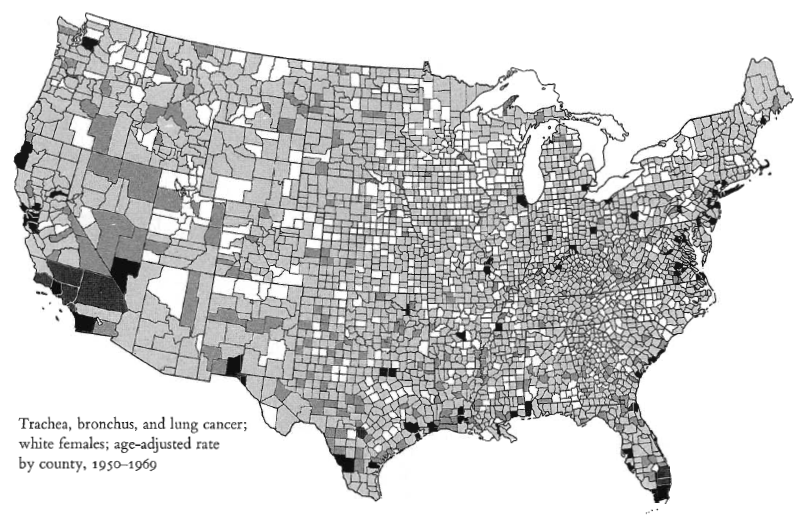 Trachea, bronchus, and lung cancer;
white females; age-adjusted rate
by county, 1950–1969